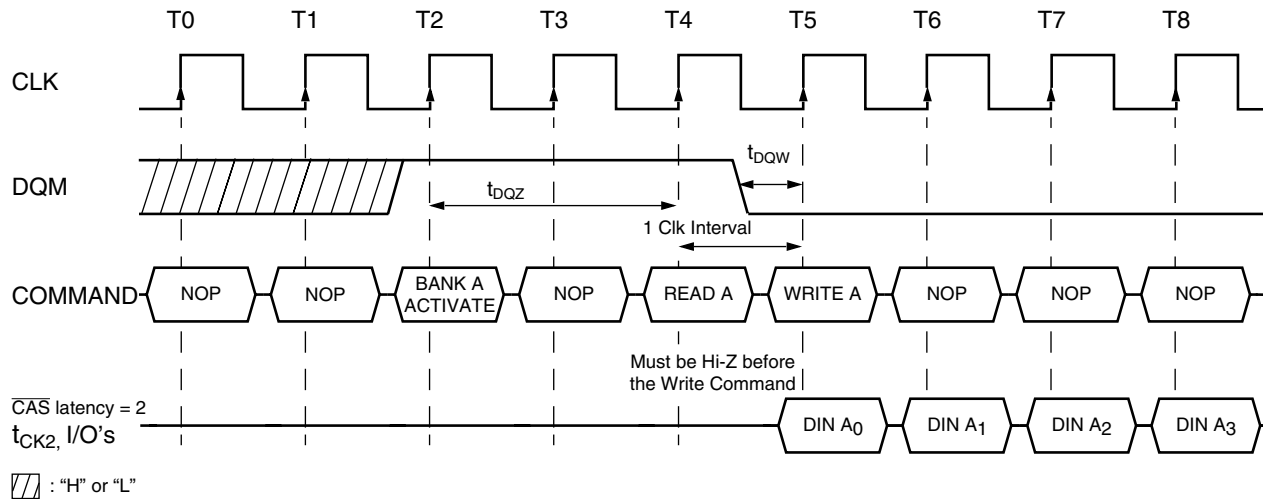 T0 T1 T2 T3 T4 T5 T6 T7 T8
CLK
tDQW
DQM
tDQZ
1 Clk Interval
COMMAND NOP NOP BANK A ACTIVATE NOP READ A WRITE A NOP NOP NOP
Must be Hi-Z before
the Write Command
CAS latency = 2
tCK2, I/O's DIN A0 DIN A1 DIN A2 DIN A3
: “H” or “L”